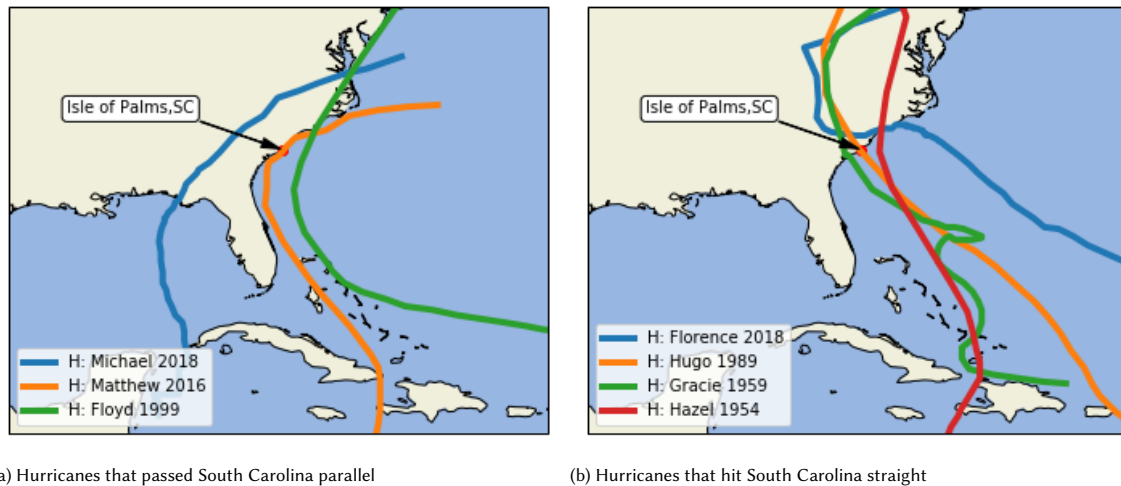 Isle of Palms,SC
H: Michael 2018
H: Matthew 2016
H: Floyd 1999
Isle of Palms,SC
H: Florence 2018
H: Hugo 1989
H: Gracie 1959
H: Hazel 1954
a) Hurricanes that passed South Carolina parallel
(b) Hurricanes that hit South Carolina straight